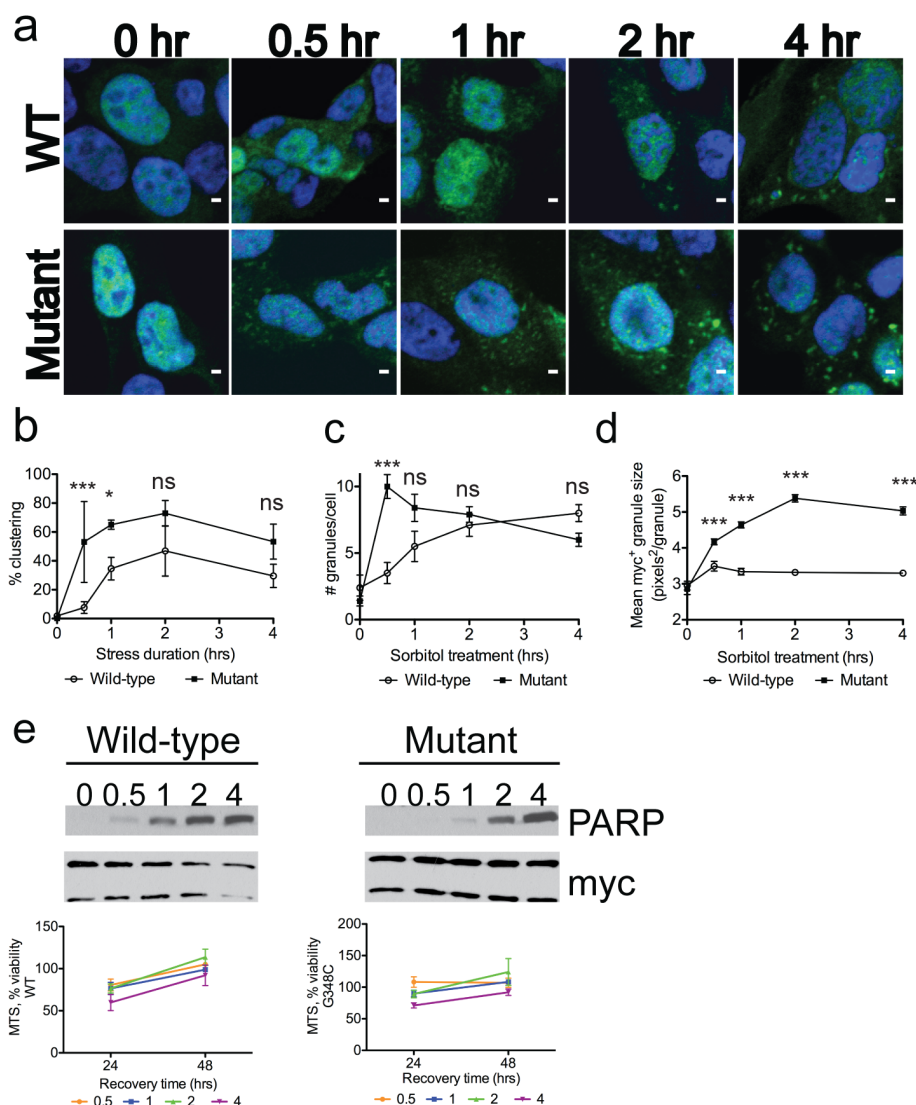 a
0 hr 0.5 hr 1 hr 2 hr 4 hr
WT
Mutant
b
% clustering
100
80
60
40
20
0
*** * ns ns
0 1 2 3 4
Stress duration (hrs)
Wild-type Mutant
c
# granules/cell
10
5
0
*** ns ns ns
0 1 2 3 4
Sorbitol treatment (hrs)
Wild-type Mutant
d
Mean myc+ granule size
(pixels2/granule)
6
5
4
3
2
*** *** *** ***
0 1 2 3 4
Sorbitol treatment (hrs)
Wild-type Mutant
e
Wild-type Mutant
0 0.5 1 2 4 0 0.5 1 2 4
PARP
myc
MTS, % viability
WT
150
100
50
0
24 48
Recovery time (hrs)
0.5 1 2 4
MTS, % viability
G348C
200
150
100
50
0
24 48
Recovery time (hrs)
0.5 1 2 4